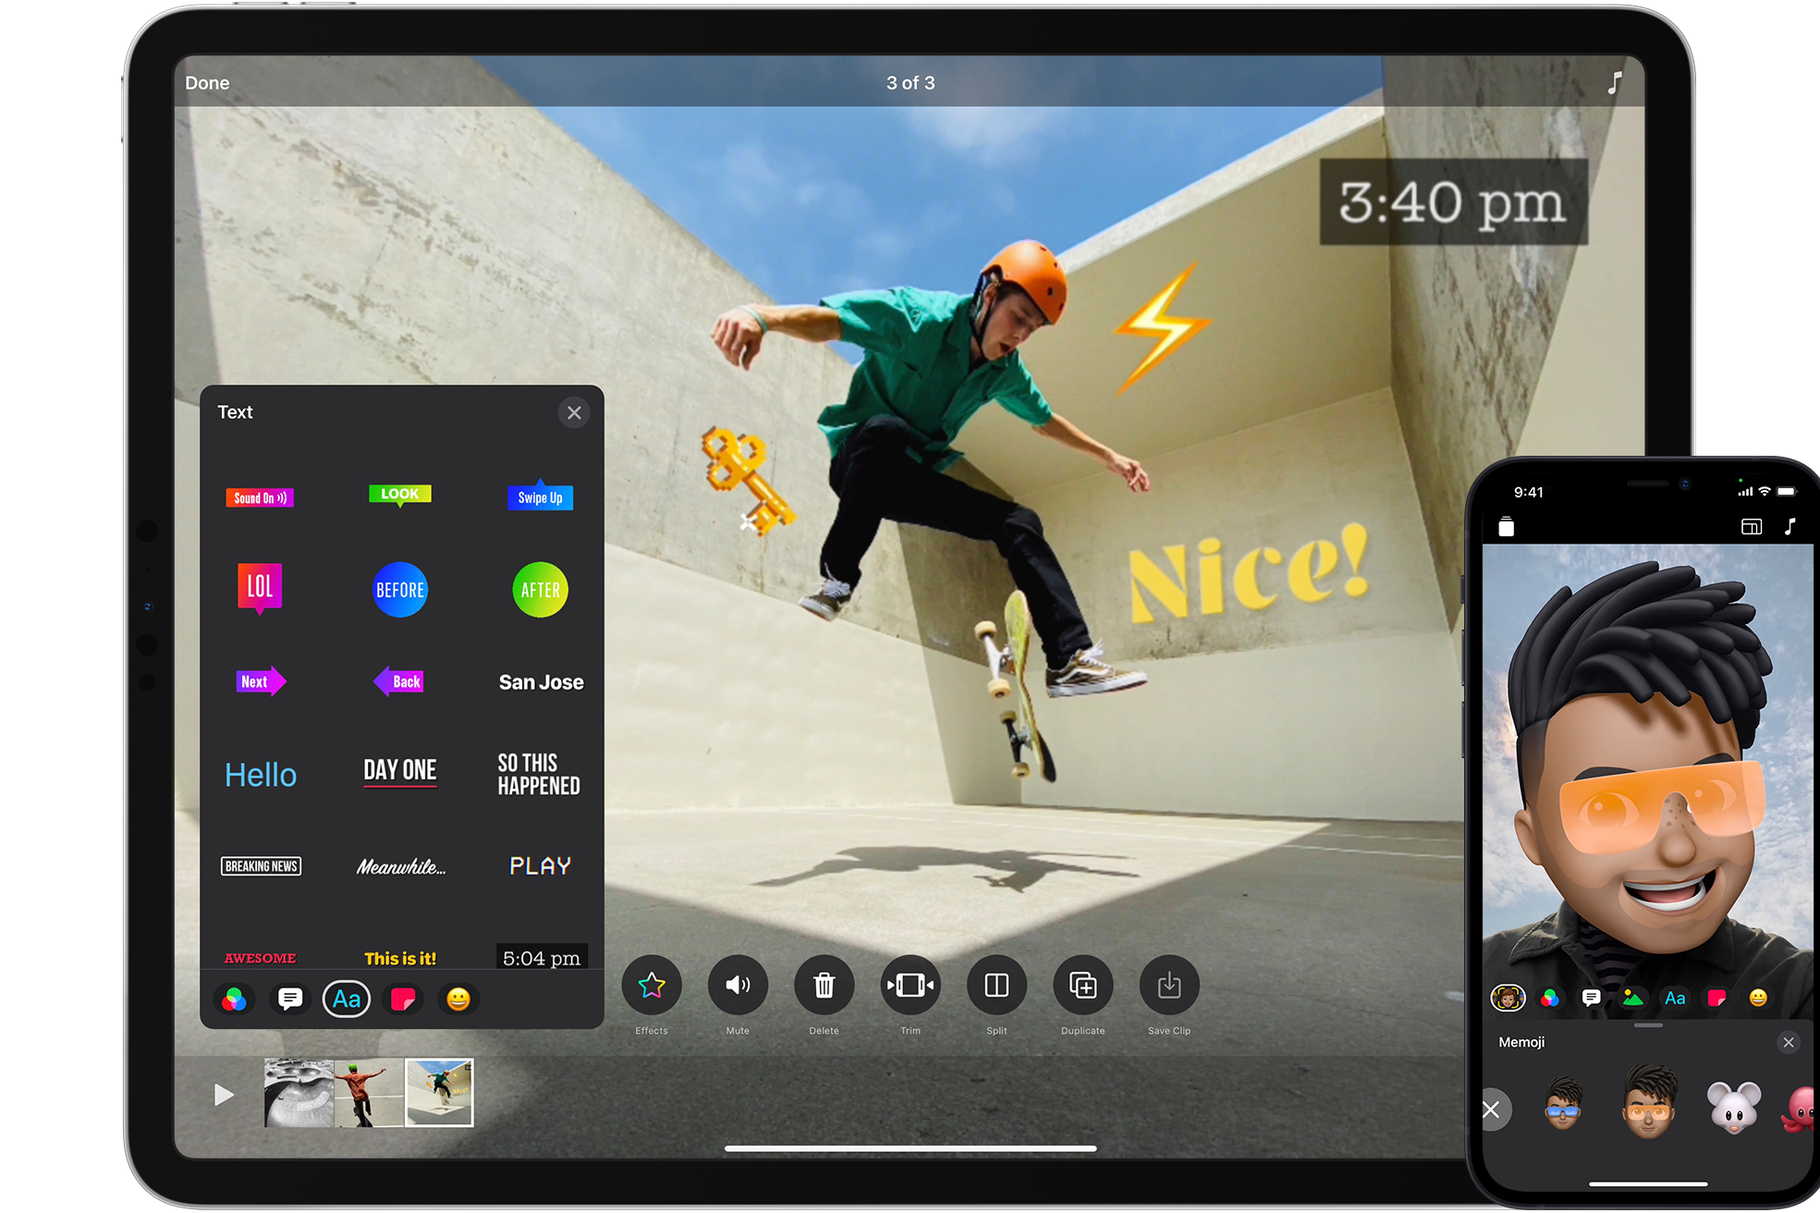 Done
3 of 3
3:40 pm
Nice!
Text
Sound On
LOOK
Swipe Up
LOL
BEFORE
AFTER
Next
Back
San Jose
Hello
DAY ONE
SO THIS
HAPPENED
BREAKING NEWS
Meanwhile...
PLAY
AWESOME
This is it!
5:04 pm
Aa
Effects
Mute
Delete
Trim
Split
Duplicate
Save Clip
9:41
Aa
Memoji